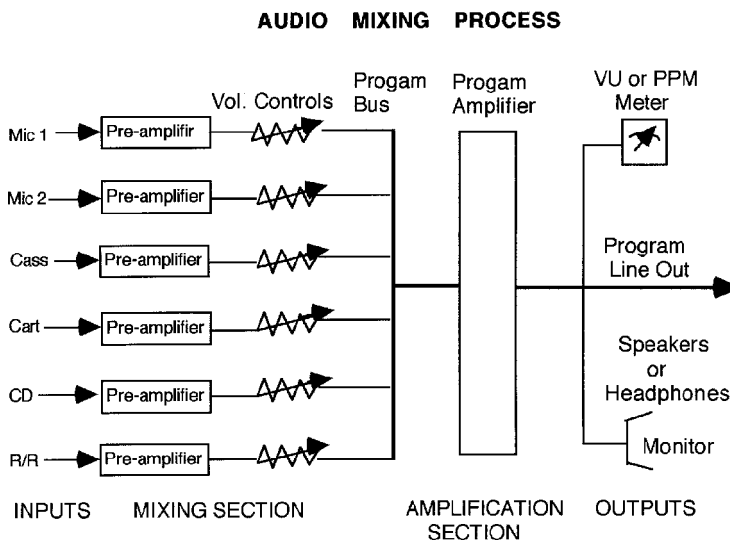 AUDIO MIXING PROCESS
Vol. Controls
Progam
Bus
Progam
Amplifier
VU or PPM
Meter
Mic 1
Pre-amplifir
Mic 2
Pre-amplifier
Cass
Pre-amplifier
Cart
Pre-amplifier
CD
Pre-amplifier
R/R
Pre-amplifier
Program
Line Out
Speakers
or
Headphones
Monitor
INPUTS
MIXING SECTION
AMPLIFICATION
SECTION
OUTPUTS